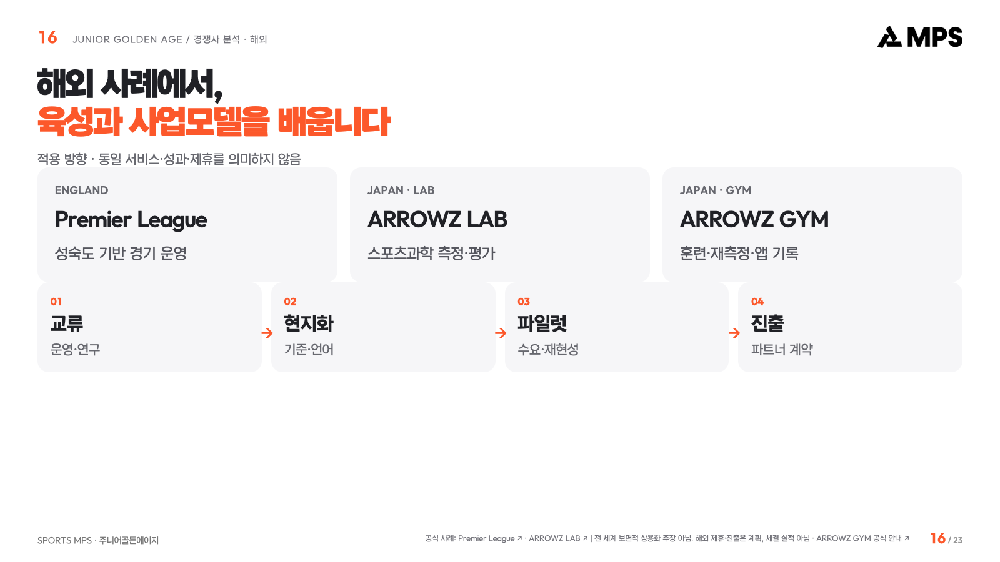 16 JUNIOR GOLDEN AGE / 경쟁사 분석 · 해외
MPS
해외 사례에서,
육성과 사업모델을 배웁니다
적용 방향 · 동일 서비스·성과·제휴를 의미하지 않음
ENGLAND
Premier League
성숙도 기반 경기 운영
JAPAN · LAB
ARROWZ LAB
스포츠과학 측정·평가
JAPAN · GYM
ARROWZ GYM
훈련·재측정·앱 기록
01
교류
운영·연구
→
02
현지화
기준·언어
→
03
파일럿
수요·재현성
→
04
진출
파트너 계약
SPORTS MPS · 주니어골든에이지
공식 사례: Premier League ↗ · ARROWZ LAB ↗ | 전 세계 보편적 상용화 주장 아님. 해외 제휴·진출은 계획, 체결 실적 아님 · ARROWZ GYM 공식 안내 ↗
16 / 23